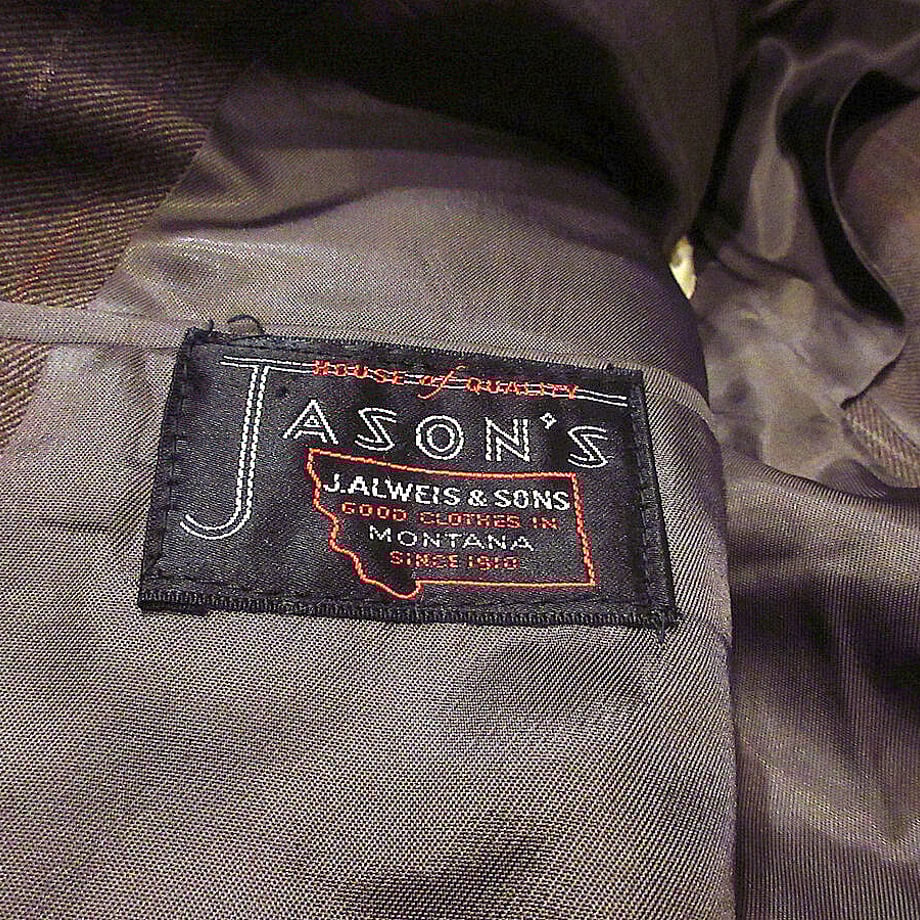 HOUSE of QUALITY
JASON'S
J. ALWEIS & SONS
GOOD CLOTHES IN
MONTANA
SINCE 1910